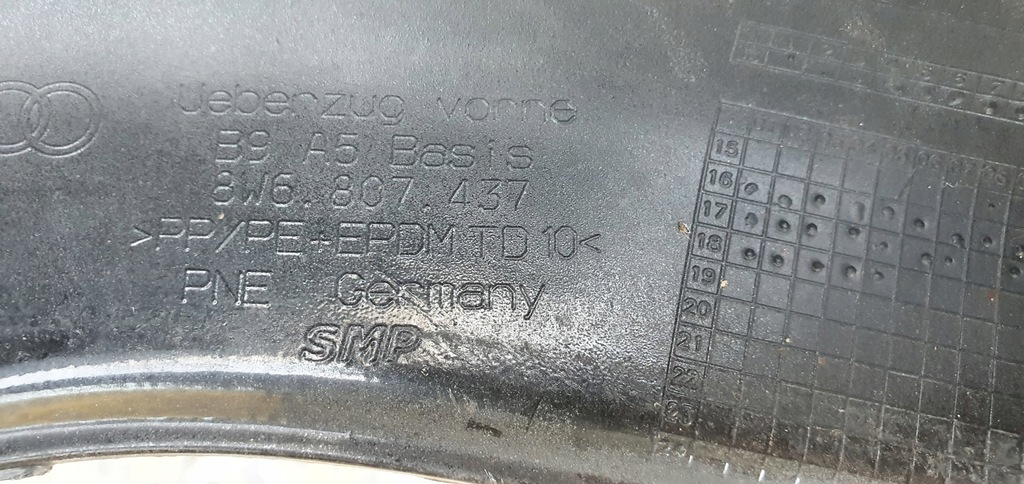 Ueberzug vorne
B9 A5 Basis
8W6.807.437
>PP/PE+EPDM TD 10<
PNE Germany
SMP
15
16
17
18
19
20
21
22